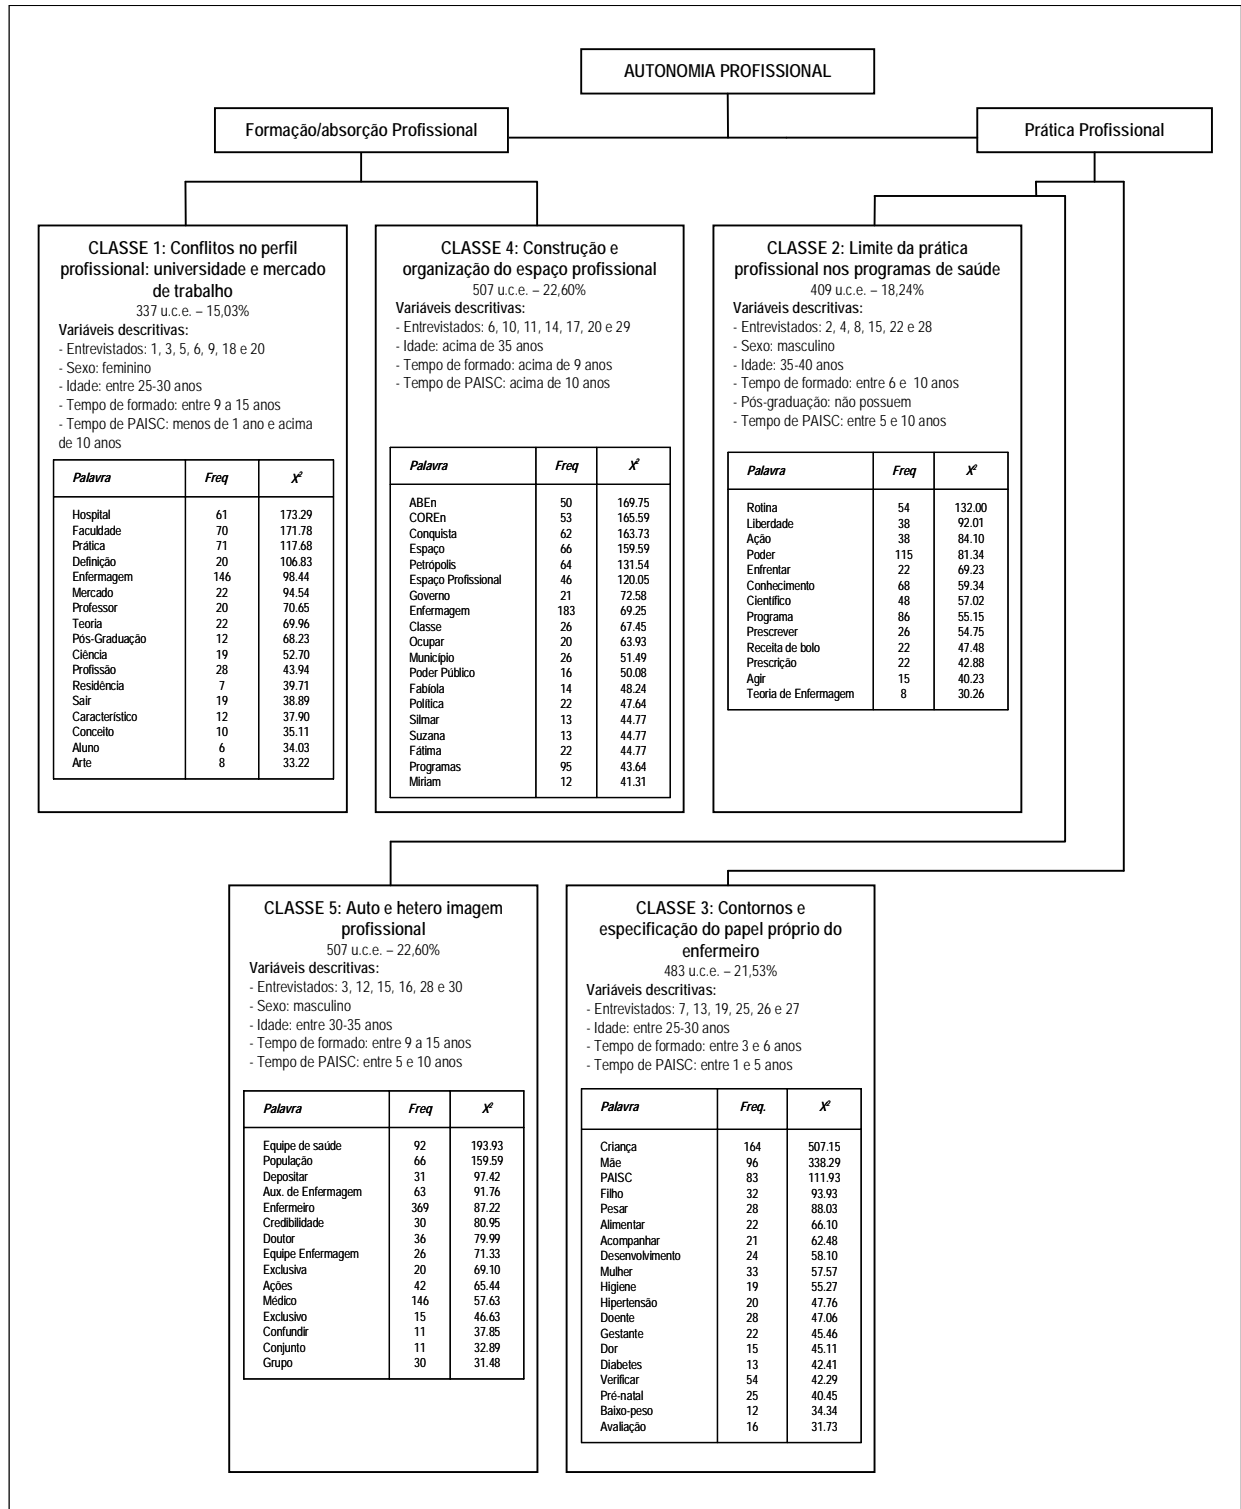 AUTONOMIA PROFISSIONAL
Formação/absorção Profissional
Prática Profissional
CLASSE 1: Conflitos no perfil
profissional: universidade e mercado
de trabalho
337 u.c.e. – 15,03%
Variáveis descritivas:
- Entrevistados: 1, 3, 5, 6, 9, 18 e 20
- Sexo: feminino
- Idade: entre 25-30 anos
- Tempo de formado: entre 9 a 15 anos
- Tempo de PAISC: menos de 1 ano e acima
de 10 anos
Palavra Freq X²
Hospital 61 173.29
Faculdade 70 171.78
Prática 71 117.68
Definição 20 106.83
Enfermagem 146 98.44
Mercado 22 94.54
Professor 20 70.65
Teoria 22 69.96
Pós-Graduação 12 68.23
Ciência 19 52.70
Profissão 28 43.94
Residência 7 39.71
Sair 19 38.89
Característico 12 37.90
Conceito 10 35.11
Aluno 6 34.03
Arte 8 33.22
CLASSE 4: Construção e
organização do espaço profissional
507 u.c.e. – 22,60%
Variáveis descritivas:
- Entrevistados: 6, 10, 11, 14, 17, 20 e 29
- Idade: acima de 35 anos
- Tempo de formado: acima de 9 anos
- Tempo de PAISC: acima de 10 anos
Palavra Freq X²
ABEn 50 169.75
COREn 53 165.59
Conquista 62 163.73
Espaço 66 159.59
Petrópolis 64 131.54
Espaço Profissional 46 120.05
Governo 21 72.58
Enfermagem 183 69.25
Classe 26 67.45
Ocupar 20 63.93
Município 26 51.49
Poder Público 16 50.08
Fabíola 14 48.24
Política 22 47.64
Silmar 13 44.77
Suzana 13 44.77
Fátima 22 44.77
Programas 95 43.64
Miriam 12 41.31
CLASSE 2: Limite da prática
profissional nos programas de saúde
409 u.c.e. – 18,24%
Variáveis descritivas:
- Entrevistados: 2, 4, 8, 15, 22 e 28
- Sexo: masculino
- Idade: 35-40 anos
- Tempo de formado: entre 6 e 10 anos
- Pós-graduação: não possuem
- Tempo de PAISC: entre 5 e 10 anos
Palavra Freq X²
Rotina 54 132.00
Liberdade 38 92.01
Ação 38 84.10
Poder 115 81.34
Enfrentar 22 69.23
Conhecimento 68 59.34
Científico 48 57.02
Programa 86 55.15
Prescrever 26 54.75
Receita de bolo 22 47.48
Prescrição 22 42.88
Agir 15 40.23
Teoria de Enfermagem 8 30.26
CLASSE 5: Auto e hetero imagem
profissional
507 u.c.e. – 22,60%
Variáveis descritivas:
- Entrevistados: 3, 12, 15, 16, 28 e 30
- Sexo: masculino
- Idade: entre 30-35 anos
- Tempo de formado: entre 9 a 15 anos
- Tempo de PAISC: entre 5 e 10 anos
Palavra Freq X²
Equipe de saúde 92 193.93
População 66 159.59
Depositar 31 97.42
Aux. de Enfermagem 63 91.76
Enfermeiro 369 87.22
Credibilidade 30 80.95
Doutor 36 79.99
Equipe Enfermagem 26 71.33
Exclusiva 20 69.10
Ações 42 65.44
Médico 146 57.63
Exclusivo 15 46.63
Confundir 11 37.85
Conjunto 11 32.89
Grupo 30 31.48
CLASSE 3: Contornos e
especificação do papel próprio do
enfermeiro
483 u.c.e. – 21,53%
Variáveis descritivas:
- Entrevistados: 7, 13, 19, 25, 26 e 27
- Idade: entre 25-30 anos
- Tempo de formado: entre 3 e 6 anos
- Tempo de PAISC: entre 1 e 5 anos
Palavra Freq. X²
Criança 164 507.15
Mãe 96 338.29
PAISC 83 111.93
Filho 32 93.93
Pesar 28 88.03
Alimentar 22 66.10
Acompanhar 21 62.48
Desenvolvimento 24 58.10
Mulher 33 57.57
Higiene 19 55.27
Hipertensão 20 47.76
Doente 28 47.06
Gestante 22 45.46
Dor 15 45.11
Diabetes 13 42.41
Verificar 54 42.29
Pré-natal 25 40.45
Baixo-peso 12 34.34
Avaliação 16 31.73